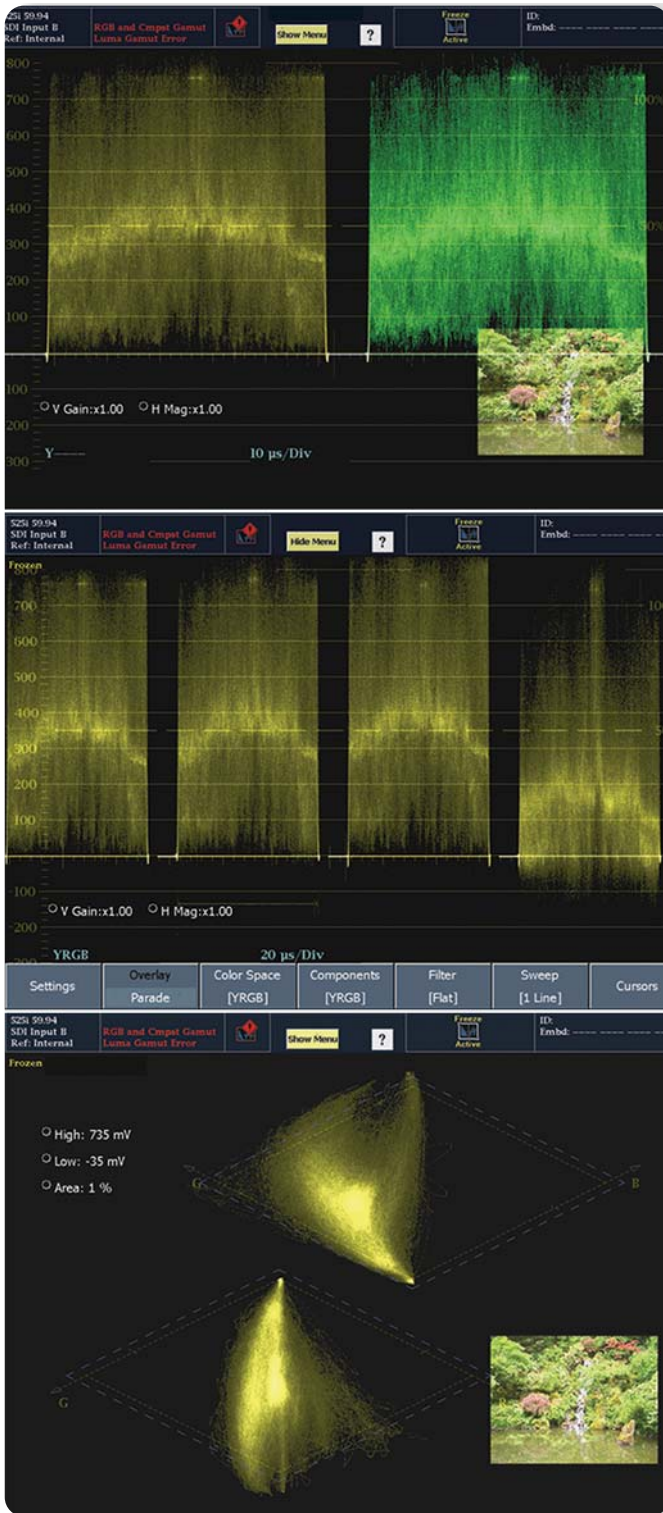 525i 59.94
SDI Input B
Ref: Internal
RGB and Cmpst Gamut
Luma Gamut Error
Show Menu
?
Freeze
Active
ID:
Embd: ---- ---- ---- ----
800
700
600
500
400
300
200
100
100
200
300
100%
50%
V Gain:x1.00
H Mag:x1.00
Y----
10 µs/Div
525i 59.94
SDI Input B
Ref: Internal
RGB and Cmpst Gamut
Luma Gamut Error
Hide Menu
?
Freeze
Active
ID:
Embd: ---- ---- ---- ----
Frozen
800
700
600
500
400
300
200
100
-100
-200
V Gain:x1.00
H Mag:x1.00
YRGB
20 µs/Div
Settings
Overlay
Parade
Color Space
[YRGB]
Components
[YRGB]
Filter
[Flat]
Sweep
[1 Line]
Cursors
525i 59.94
SDI Input B
Ref: Internal
RGB and Cmpst Gamut
Luma Gamut Error
Show Menu
?
Freeze
Active
ID:
Embd: ---- ---- ---- ----
Frozen
High: 735 mV
Low: -35 mV
Area: 1 %
G
B
G